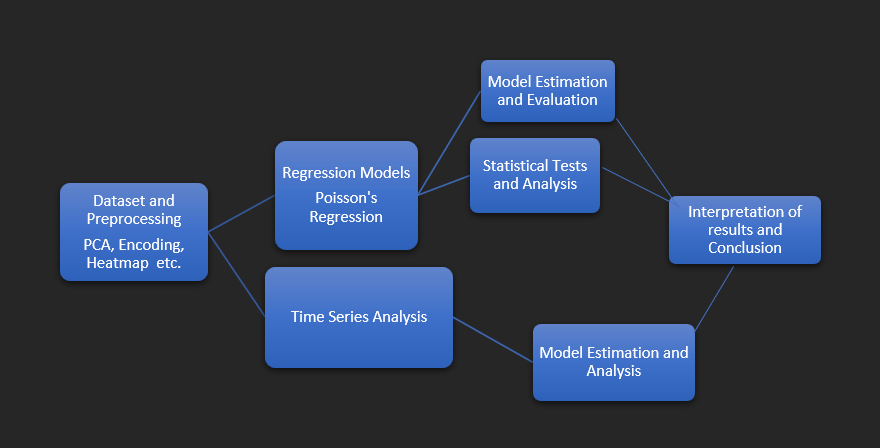 Dataset and
Preprocessing
PCA, Encoding,
Heatmap  etc.
Regression Models
Poisson's
Regression
Time Series Analysis
Model Estimation
and Evaluation
Statistical Tests
and Analysis
Model Estimation and
Analysis
Interpretation of
results and
Conclusion